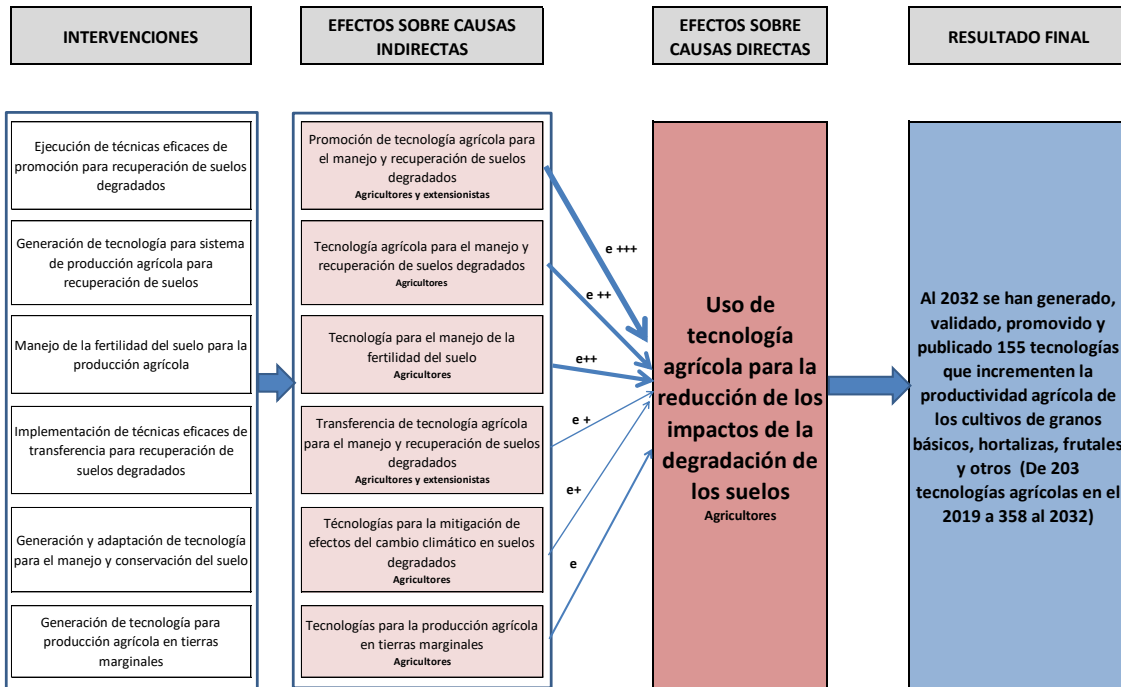 INTERVENCIONES
EFECTOS SOBRE CAUSAS
INDIRECTAS
EFECTOS SOBRE
CAUSAS DIRECTAS
RESULTADO FINAL
Ejecución de técnicas eficaces de
promoción para recuperación de suelos
degradados
Generación de tecnología para sistema
de producción agrícola para
recuperación de suelos
Manejo de la fertilidad del suelo para la
producción agrícola
Implementación de técnicas eficaces de
transferencia para recuperación de
suelos degradados
Generación y adaptación de tecnología
para el manejo y conservación del suelo
Generación de tecnología para
producción agrícola en tierras
marginales
Promoción de tecnología agrícola para
el manejo y recuperación de suelos
degradados
Agricultores y extensionistas
Tecnología agrícola para el manejo y
recuperación de suelos degradados
Agricultores
Tecnología para el manejo de la
fertilidad del suelo
Agricultores
Transferencia de tecnología agrícola
para el manejo y recuperación de suelos
degradados
Agricultores y extensionistas
Técnologías para la mitigación de
efectos del cambio climático en suelos
degradados
Agricultores
Tecnologías para la producción agrícola
en tierras marginales
Agricultores
e +++
e ++
e++
e +
e+
e
Uso de
tecnología
agrícola para la
reducción de los
impactos de la
degradación de
los suelos
Agricultores
Al 2032 se han generado,
validado, promovido y
publicado 155 tecnologías
que incrementen la
productividad agrícola de
los cultivos de granos
básicos, hortalizas, frutales
y otros (De 203
tecnologías agrícolas en el
2019 a 358 al 2032)